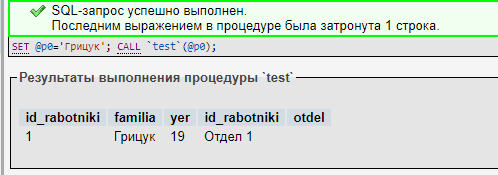 SQL-запрос успешно выполнен.
Последним выражением в процедуре была затронута 1 строка.
SET @p0='Грицук'; CALL `test`(@p0);
Результаты выполнения процедуры `test`
id_rabotniki familia yer id_rabotniki otdel
1 Грицук 19 Отдел 1